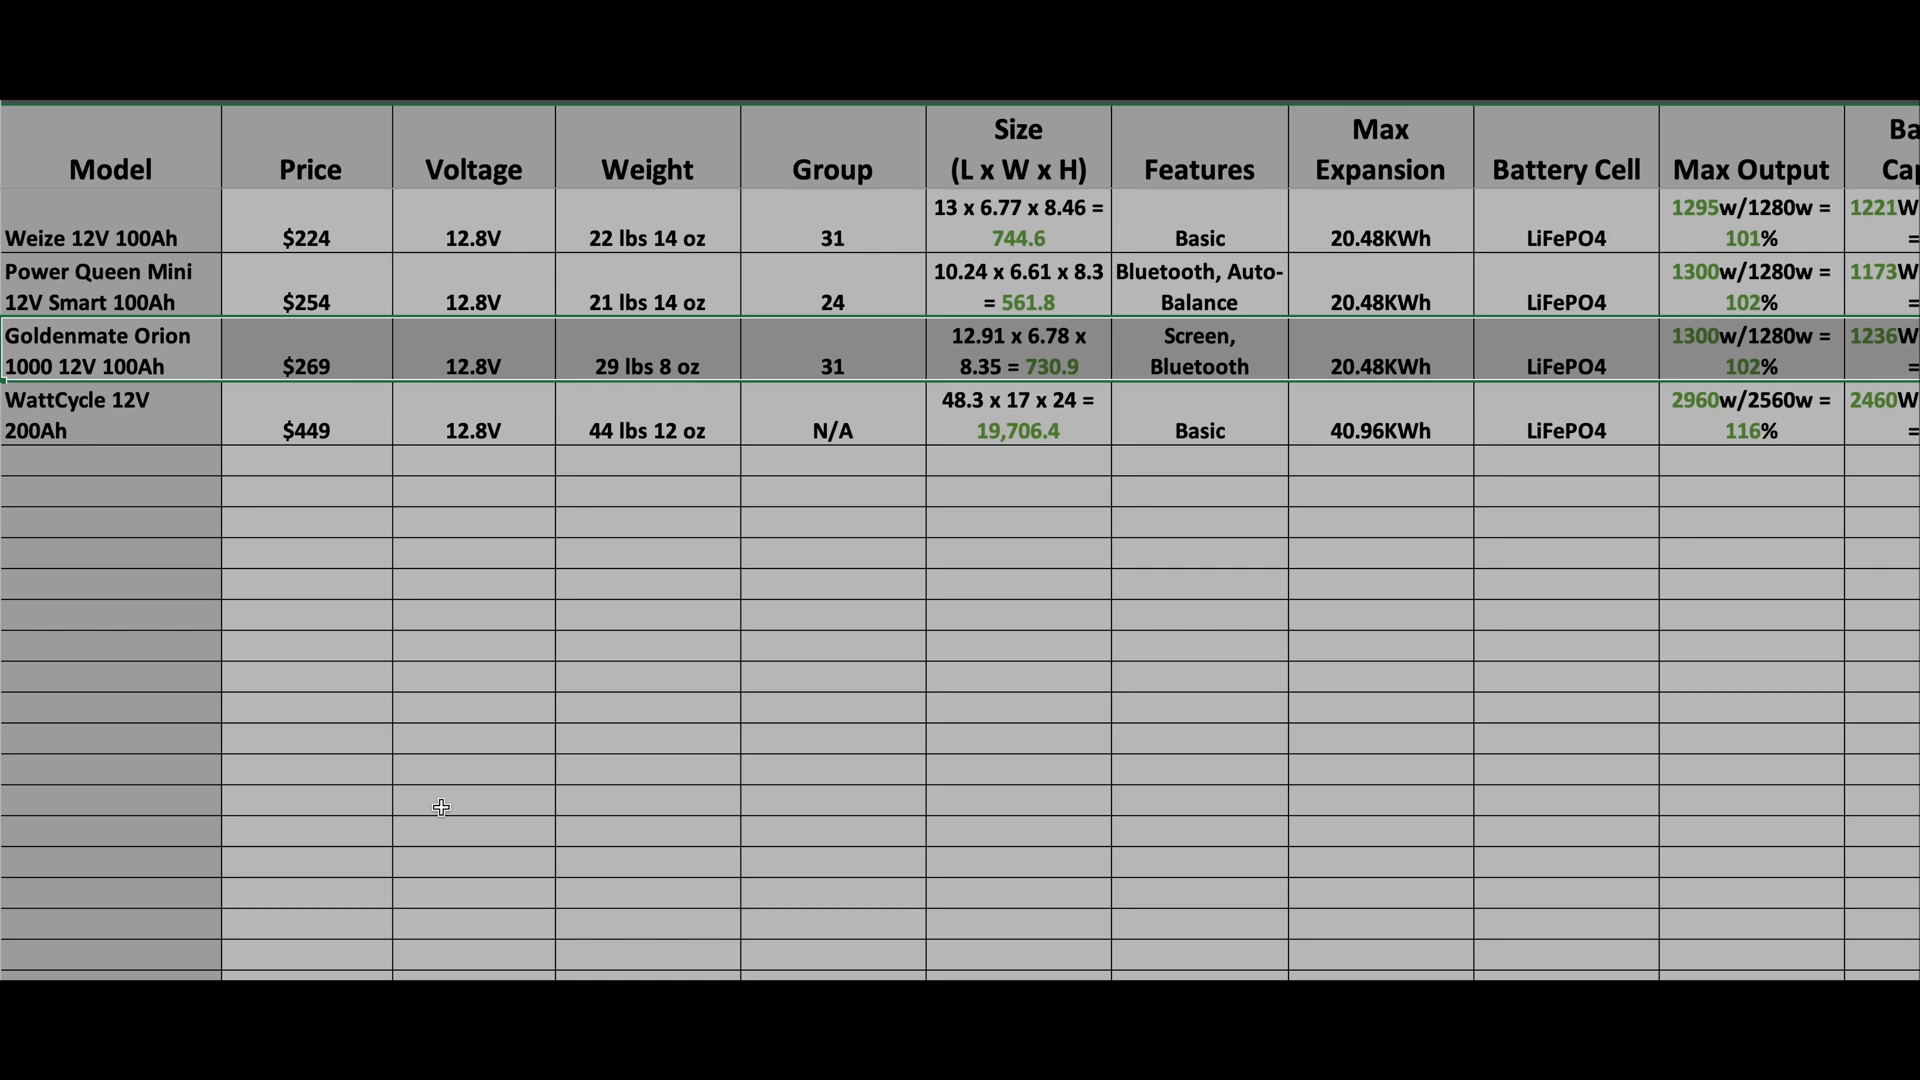 Model Price Voltage Weight Group Size (L x W x H) Features Max Expansion Battery Cell Max Output
Weize 12V 100Ah $224 12.8V 22 lbs 14 oz 31 13 x 6.77 x 8.46 = 744.6 Basic 20.48KWh LiFePO4 1295w/1280w = 101% 1221W =
Power Queen Mini 12V Smart 100Ah $254 12.8V 21 lbs 14 oz 24 10.24 x 6.61 x 8.3 = 561.8 Bluetooth, Auto-Balance 20.48KWh LiFePO4 1300w/1280w = 102% 1173W =
Goldenmate Orion 1000 12V 100Ah $269 12.8V 29 lbs 8 oz 31 12.91 x 6.78 x 8.35 = 730.9 Screen, Bluetooth 20.48KWh LiFePO4 1300w/1280w = 102% 1236W =
WattCycle 12V 200Ah $449 12.8V 44 lbs 12 oz N/A 48.3 x 17 x 24 = 19,706.4 Basic 40.96KWh LiFePO4 2960w/2560w = 116% 2460W =